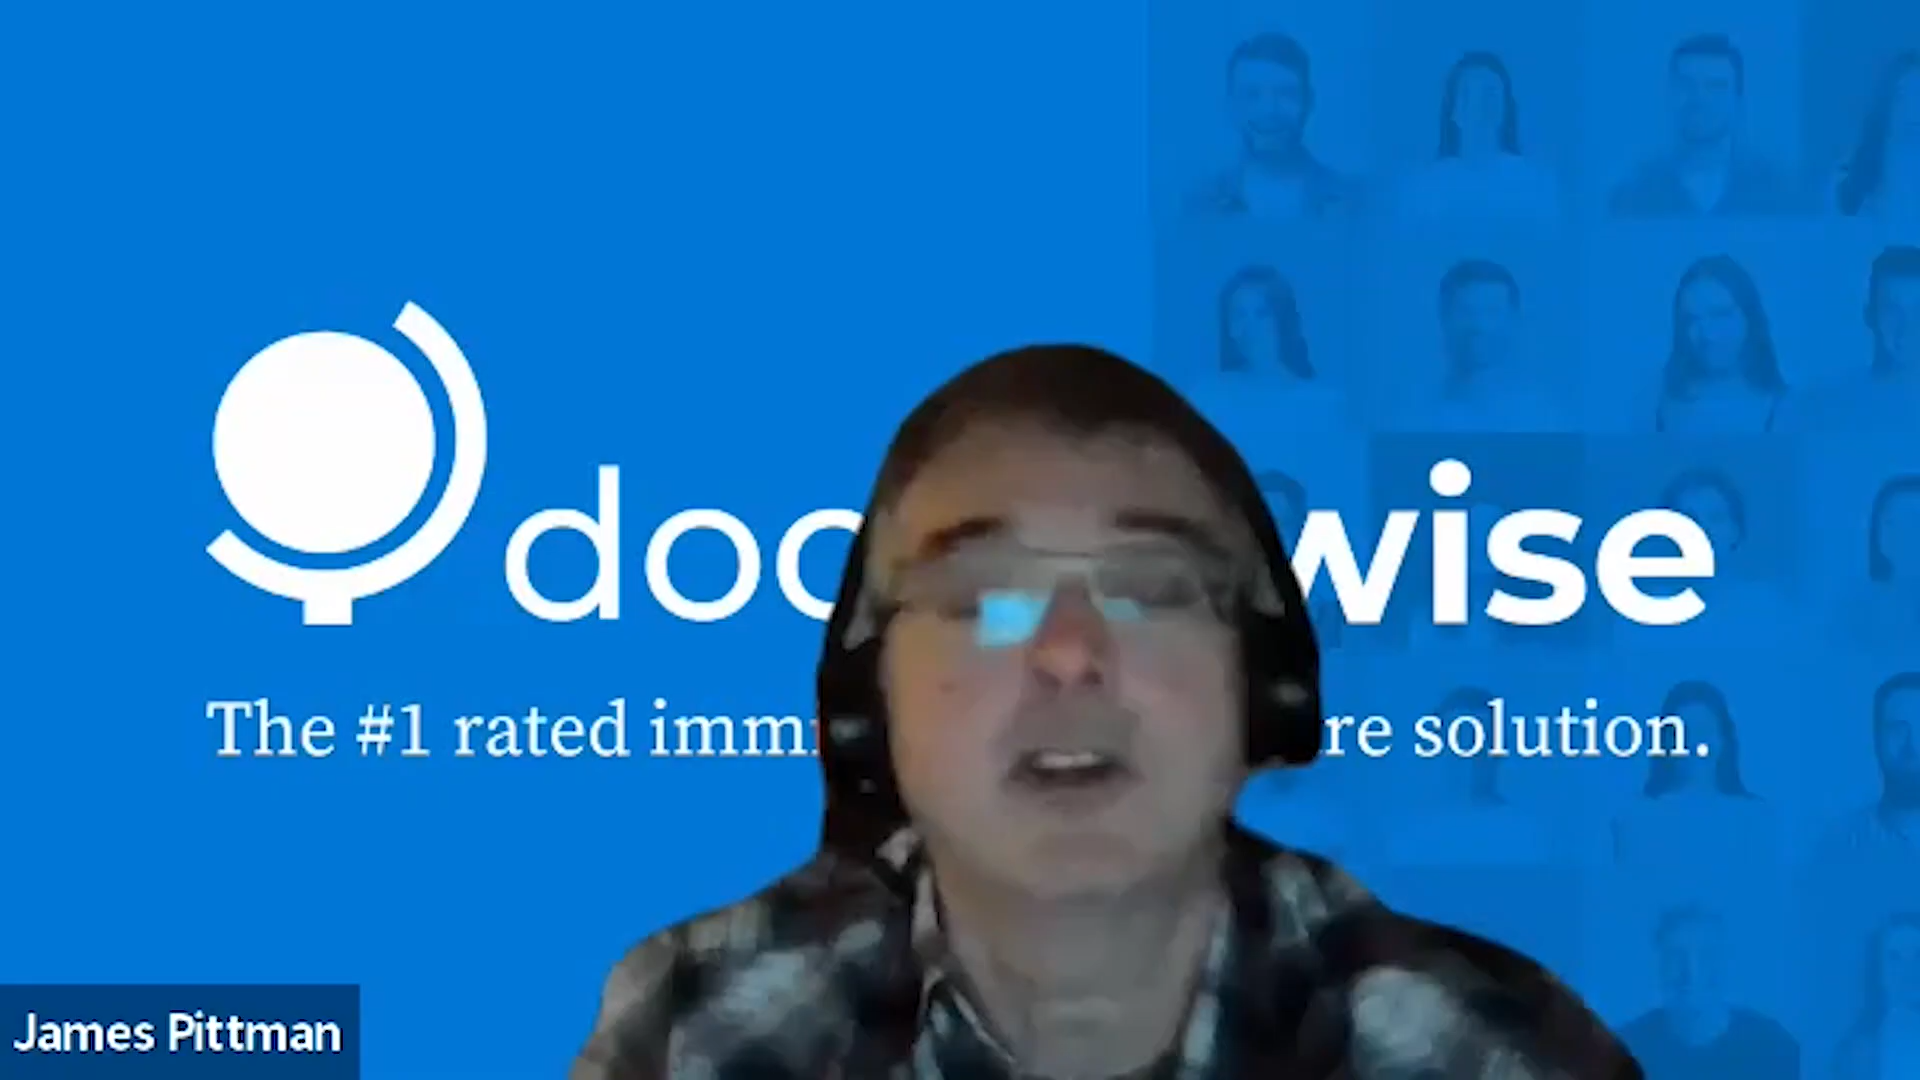 doc wise
The #1 rated imm re solution.
James Pittman